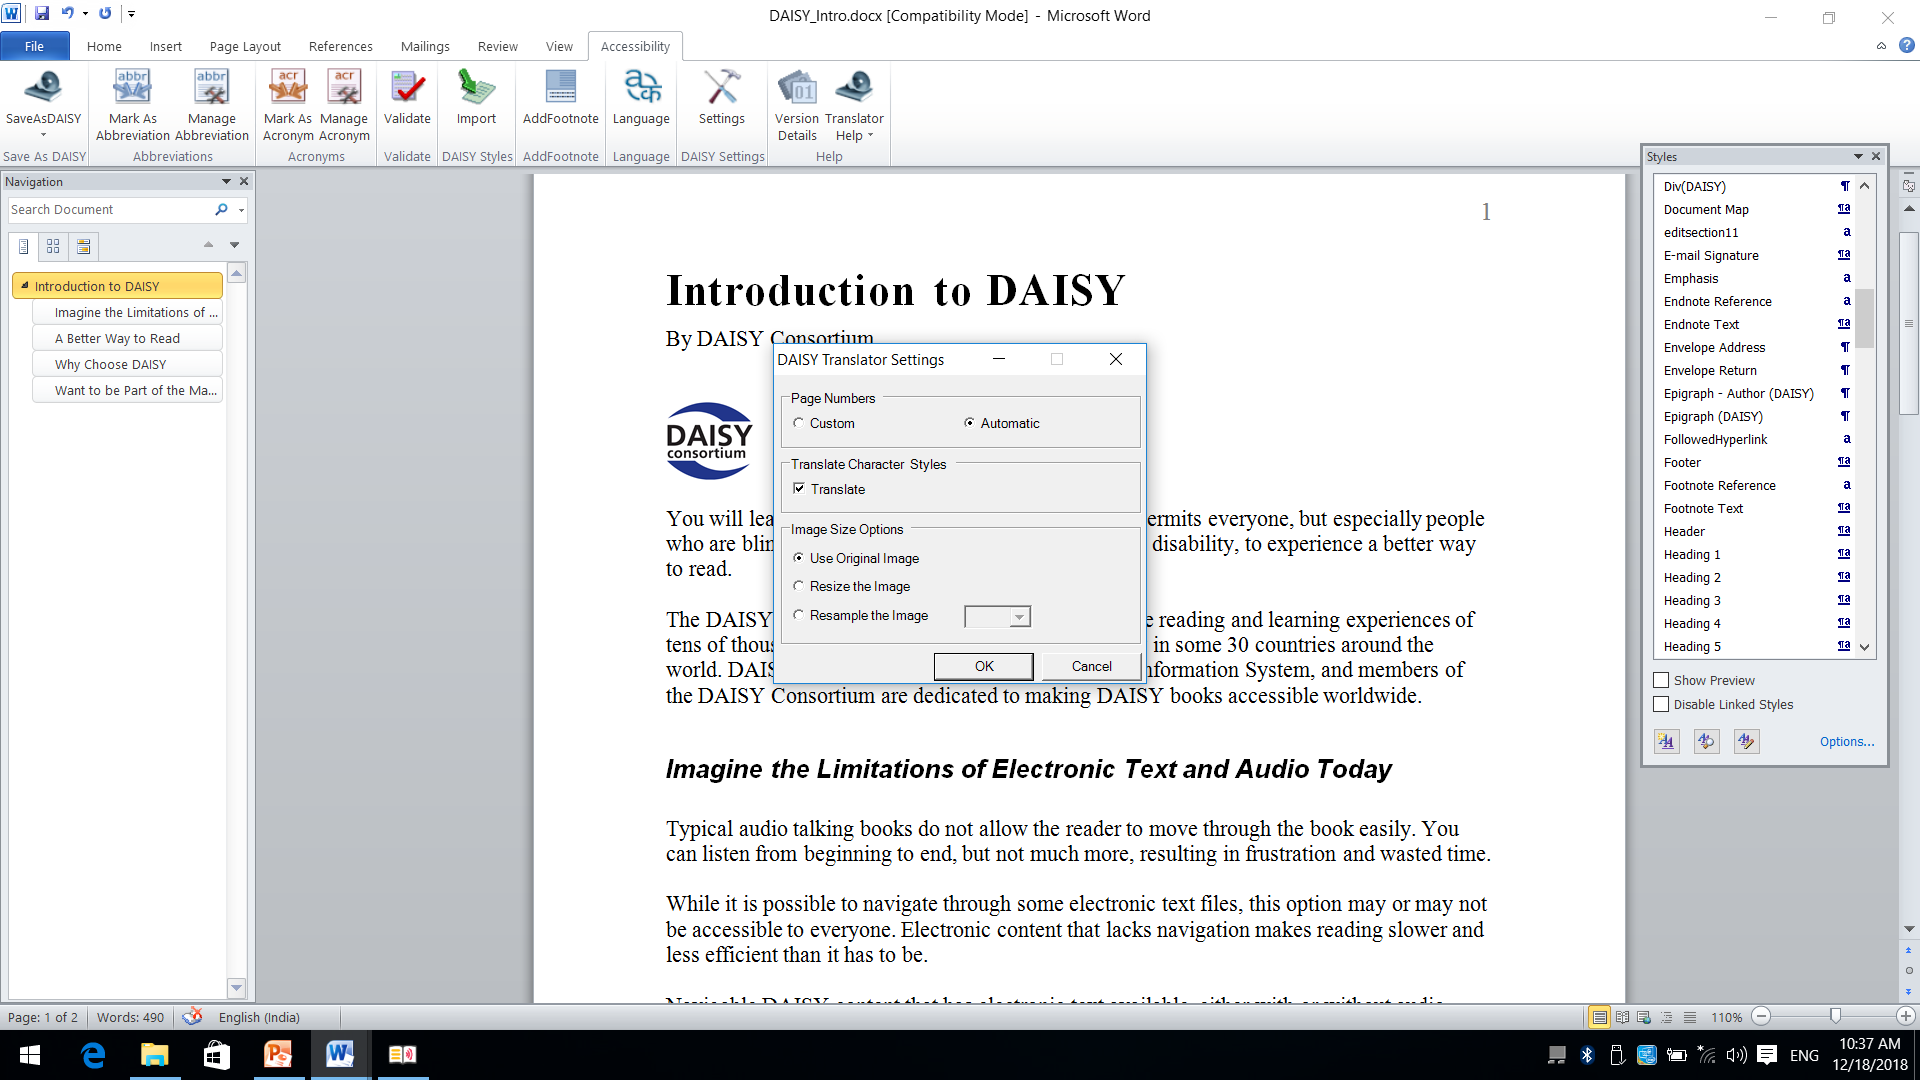 DAISY_Intro.docx [Compatibility Mode] - Microsoft Word
File Home Insert Page Layout References Mailings Review View Accessibility
SaveAsDAISY
Mark As Abbreviation
Manage Abbreviation
Mark As Acronym
Manage Acronym
Validate
Import
AddFootnote
Language
Settings
Version Details
Translator Help
Save As DAISY Abbreviations Acronyms Validate DAISY Styles AddFootnote Language DAISY Settings Help
Navigation
Search Document
Introduction to DAISY
Imagine the Limitations of ...
A Better Way to Read
Why Choose DAISY
Want to be Part of the Ma...
1
Introduction to DAISY
By DAISY Consortium
DAISY
consortium
You will lea
ermits everyone, but especially people
who are blin
disability, to experience a better way
to read.
The DAISY
e reading and learning experiences of
tens of thous
in some 30 countries around the
world. DAIS
nformation System, and members of
the DAISY Consortium are dedicated to making DAISY books accessible worldwide.
Imagine the Limitations of Electronic Text and Audio Today
Typical audio talking books do not allow the reader to move through the book easily. You
can listen from beginning to end, but not much more, resulting in frustration and wasted time.
While it is possible to navigate through some electronic text files, this option may or may not
be accessible to everyone. Electronic content that lacks navigation makes reading slower and
less efficient than it has to be.
DAISY Translator Settings
Page Numbers
Custom Automatic
Translate Character Styles
Translate
Image Size Options
Use Original Image
Resize the Image
Resample the Image
OK Cancel
Styles
Div(DAISY)
Document Map
editsection11
E-mail Signature
Emphasis
Endnote Reference
Endnote Text
Envelope Address
Envelope Return
Epigraph - Author (DAISY)
Epigraph (DAISY)
FollowedHyperlink
Footer
Footnote Reference
Footnote Text
Header
Heading 1
Heading 2
Heading 3
Heading 4
Heading 5
Show Preview
Disable Linked Styles
Options...
Page: 1 of 2 Words: 490 English (India) 110%
ENG
10:37 AM
12/18/2018